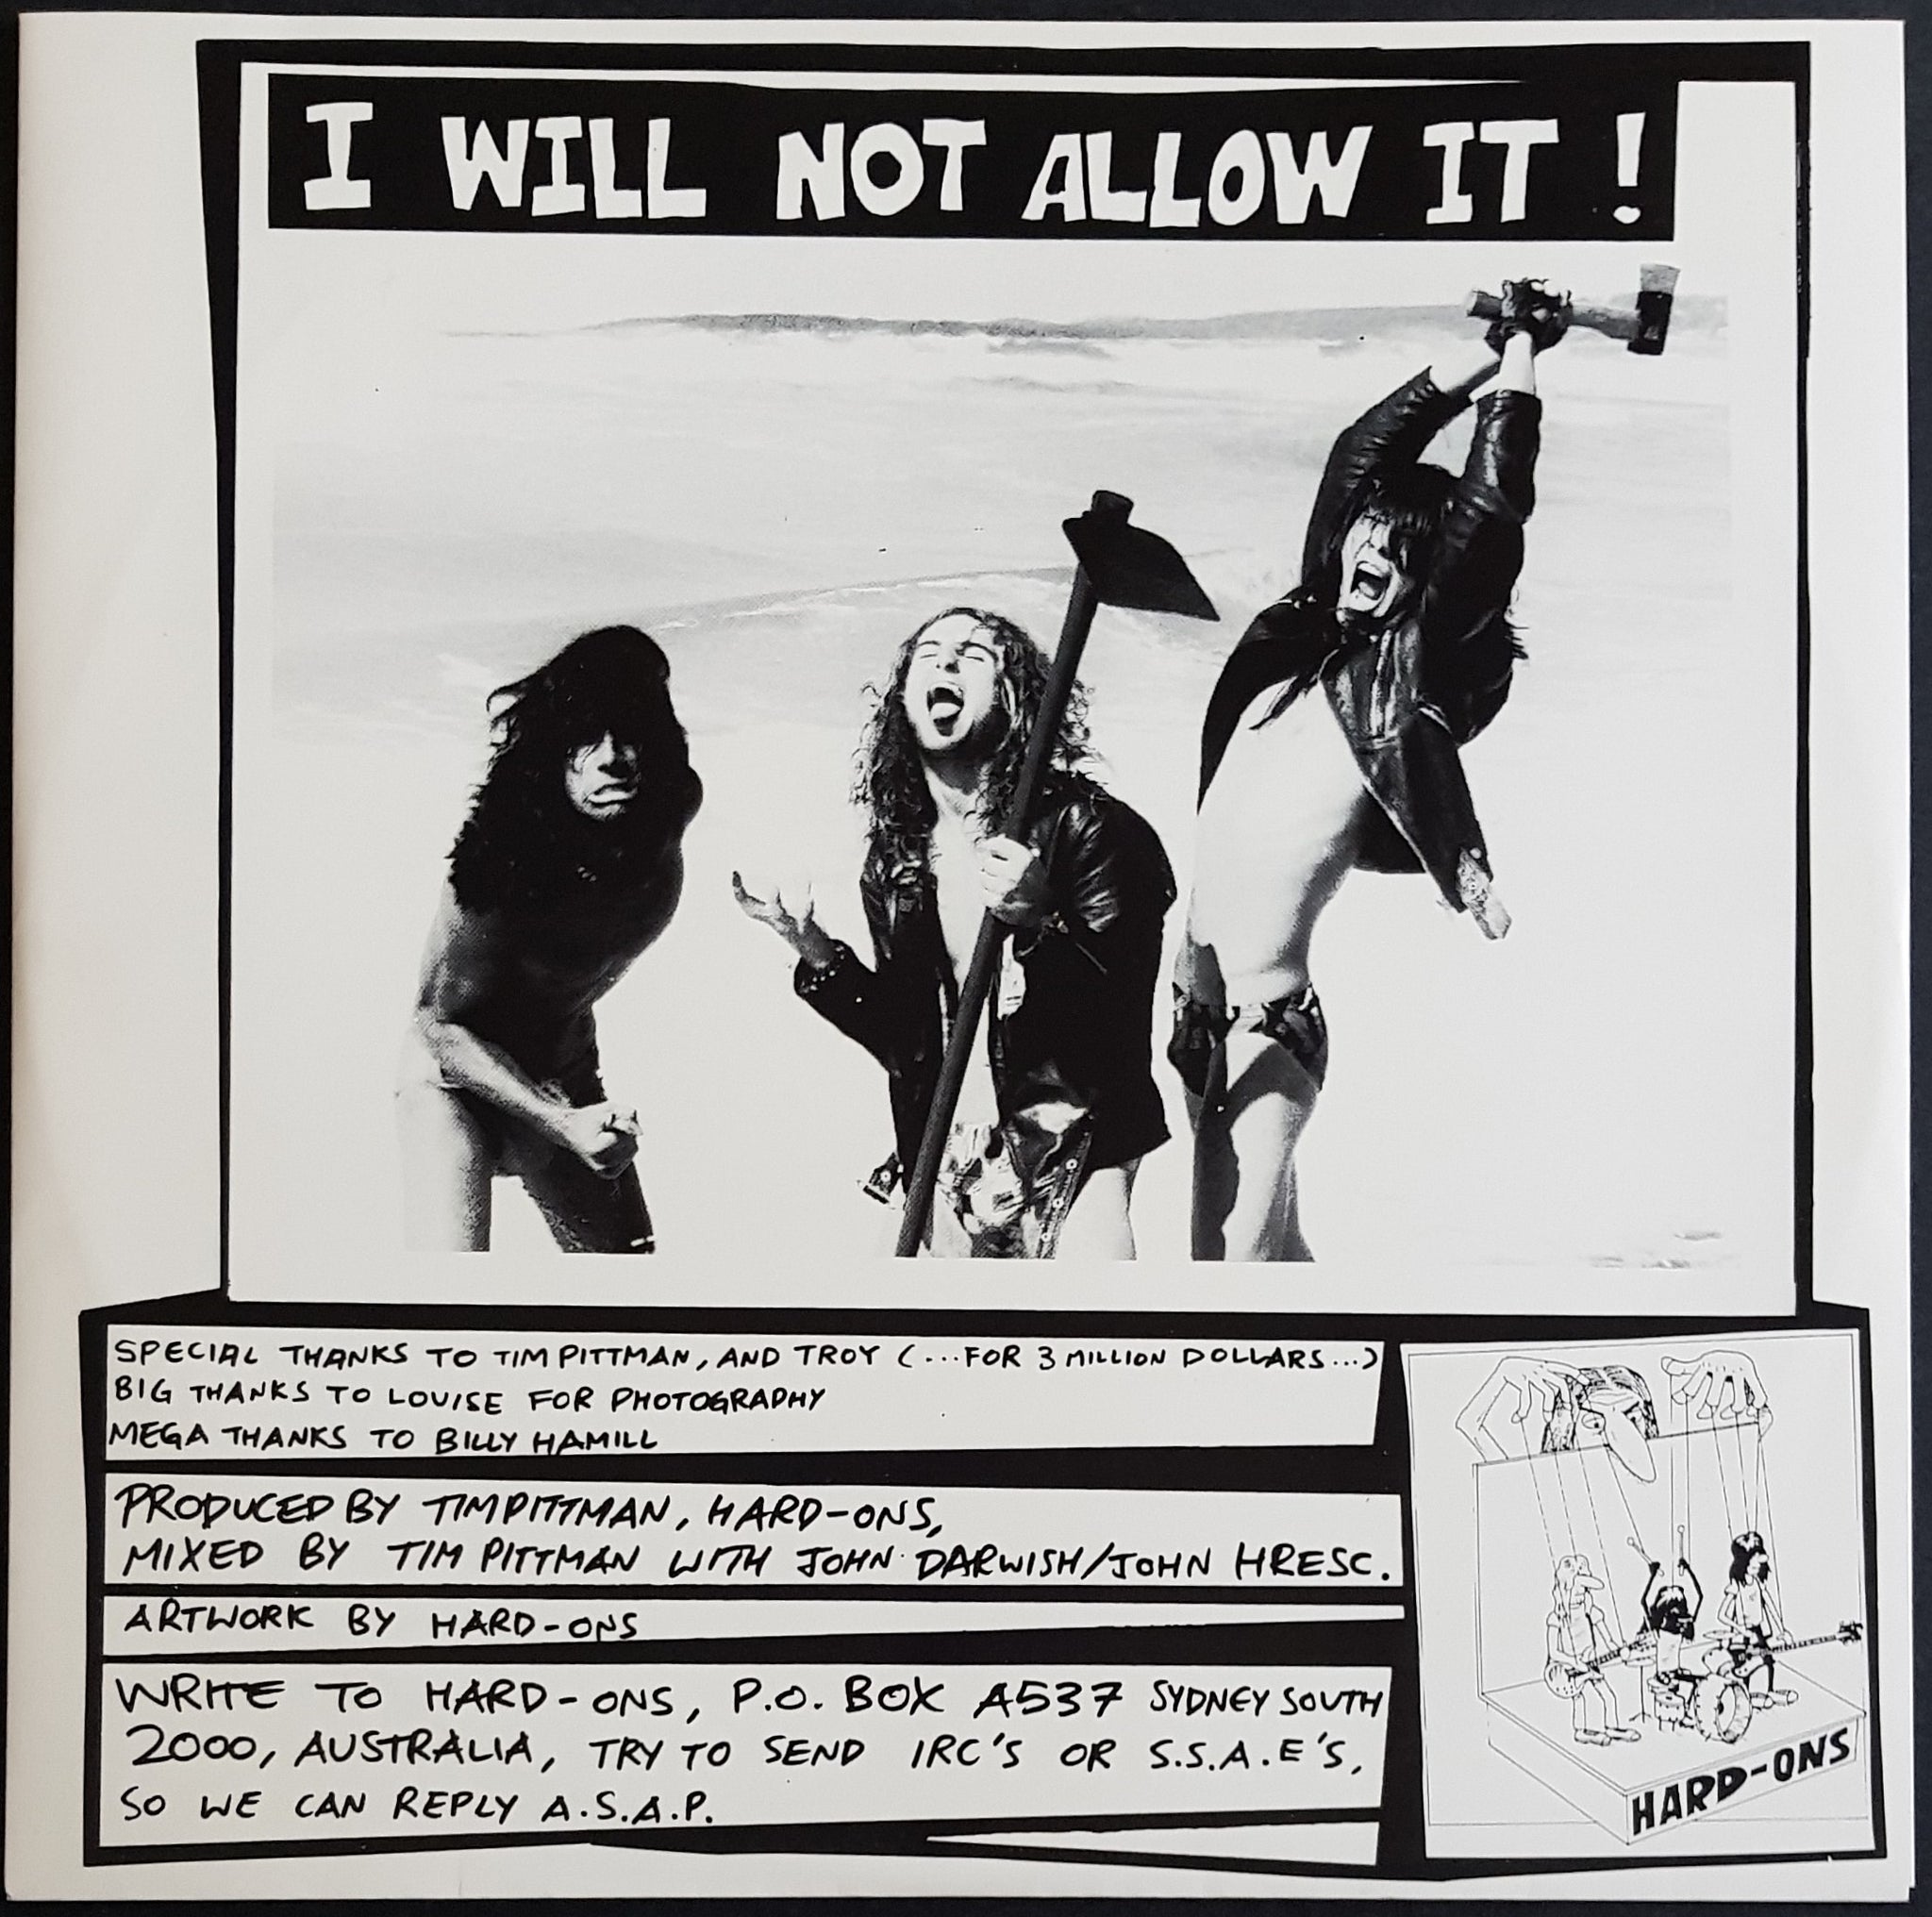 I WILL NOT ALLOW IT !
SPECIAL THANKS TO TIM PITTMAN, AND TROY (...FOR 3 MILLION DOLLARS...)
BIG THANKS TO LOUISE FOR PHOTOGRAPHY
MEGA THANKS TO BILLY HAMILL
PRODUCED BY TIM PITTMAN, HARD-ONS,
MIXED BY TIM PITTMAN WITH JOHN DARWISH/JOHN HRESC.
ARTWORK BY HARD-ONS
WRITE TO HARD-ONS, P.O. BOX A537 SYDNEY SOUTH
2000, AUSTRALIA, TRY TO SEND IRC'S OR S.S.A.E'S,
SO WE CAN REPLY A.S.A.P.
HARD-ONS